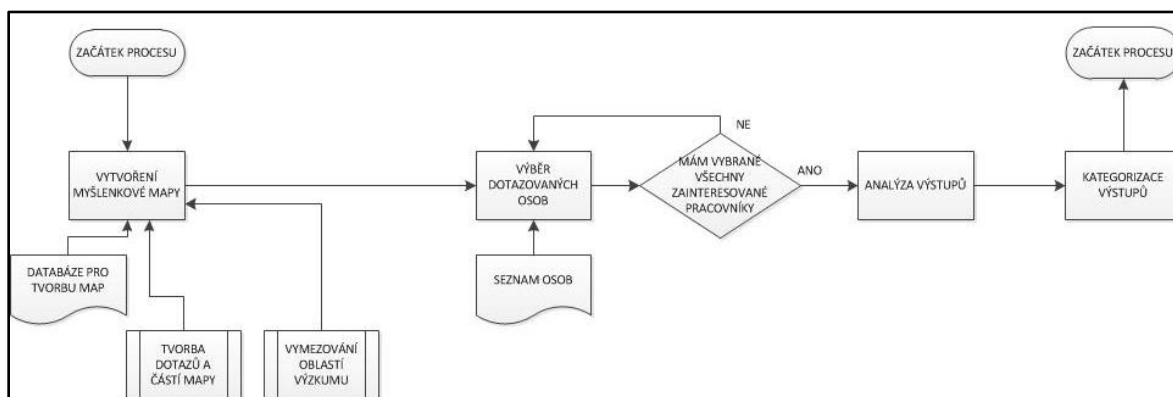 ZAČÁTEK PROCESU
ZAČÁTEK PROCESU
NE
VYTVOŘENÍ
MYŠLENKOVÉ MAPY
VÝBĚR
DOTAZOVANÝCH
OSOB
MÁM VYBRANÉ
VŠECHNY
ZAINTERESOVANÉ
PRACOVNÍKY
ANO
ANALÝZA VÝSTUPŮ
KATEGORIZACE
VÝSTUPŮ
DATABÁZE PRO
TVORBU MAP
SEZNAM OSOB
TVORBA
DOTAZŮ A
ČÁSTÍ MAPY
VYMEZOVÁNÍ
OBLASTÍ
VÝZKUMU